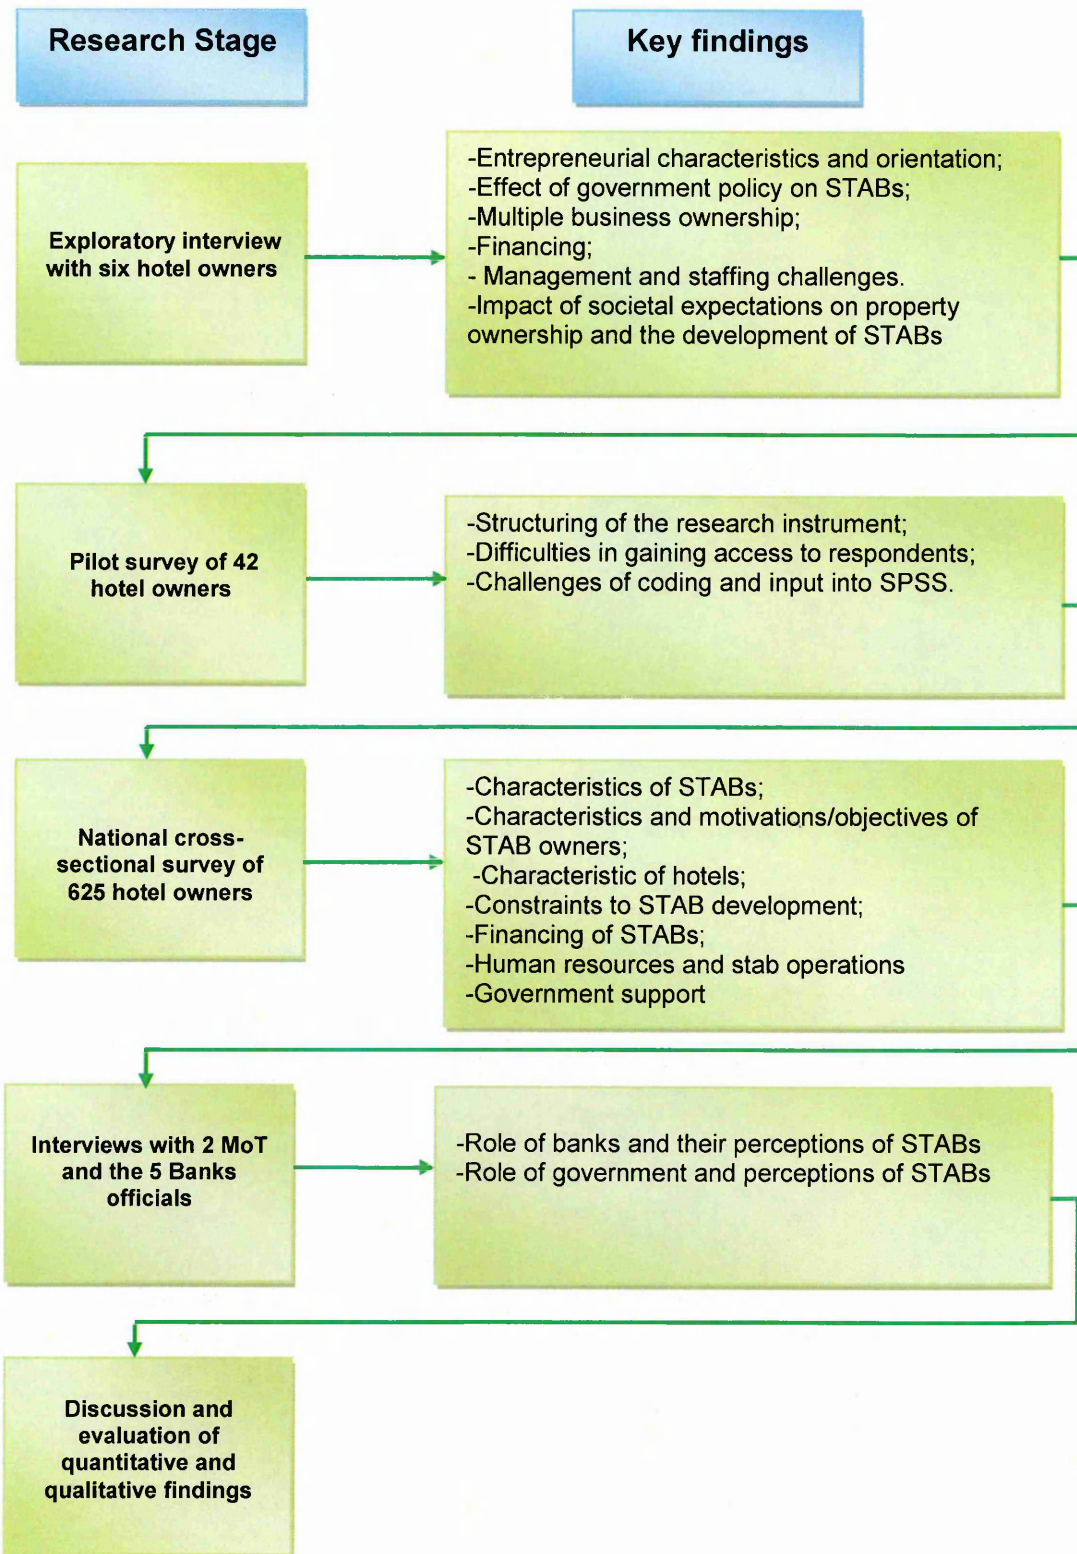 Research Stage
Key findings
Exploratory interview
with six hotel owners
-Entrepreneurial characteristics and orientation;
-Effect of government policy on STABs;
-Multiple business ownership;
-Financing;
- Management and staffing challenges.
-Impact of societal expectations on property
ownership and the development of STABs
Pilot survey of 42
hotel owners
-Structuring of the research instrument;
-Difficulties in gaining access to respondents;
-Challenges of coding and input into SPSS.
National cross-
sectional survey of
625 hotel owners
-Characteristics of STABs;
-Characteristics and motivations/objectives of
STAB owners;
-Characteristic of hotels;
-Constraints to STAB development;
-Financing of STABs;
-Human resources and stab operations
-Government support
Interviews with 2 MoT
and the 5 Banks
officials
-Role of banks and their perceptions of STABs
-Role of government and perceptions of STABs
Discussion and
evaluation of
quantitative and
qualitative findings